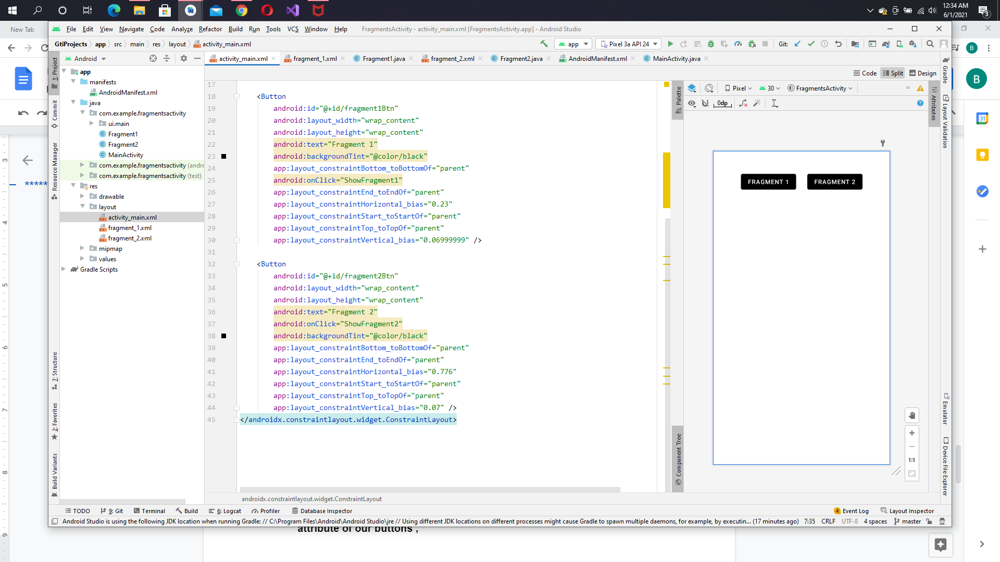 12:34 AM
6/1/2021
3
New Tab
File Edit View Navigate Code Analyze Refactor Build Run Tools VCS Window Help FragmentsActivity - activity_main.xml [FragmentsActivity.app] - Android Studio
GtiProjects app src main res layout activity_main.xml
app Pixel 3a API 24 Git:
B
Android
activity_main.xml fragment_1.xml Fragment1.java fragment_2.xml Fragment2.java AndroidManifest.xml MainActivity.java
Code Split Design
app
manifests
AndroidManifest.xml
java
com.example.fragmentsactivity
ui.main
Fragment1
Fragment2
MainActivity
com.example.fragmentsactivity (andro
com.example.fragmentsactivity (test)
res
drawable
layout
activity_main.xml
fragment_1.xml
fragment_2.xml
mipmap
values
Gradle Scripts
1: Project
Commit
Resource Manager
7: Structure
2: Favorites
Build Variants
17
18 <Button
19 android:id="@+id/fragment1Btn"
20 android:layout_width="wrap_content"
21 android:layout_height="wrap_content"
22 android:text="Fragment 1"
23 android:backgroundTint="@color/black"
24 app:layout_constraintBottom_toBottomOf="parent"
25 android:onClick="ShowFragment1"
26 app:layout_constraintEnd_toEndOf="parent"
27 app:layout_constraintHorizontal_bias="0.23"
28 app:layout_constraintStart_toStartOf="parent"
29 app:layout_constraintTop_toTopOf="parent"
30 app:layout_constraintVertical_bias="0.06999999" />
31
32 <Button
33 android:id="@+id/fragment2Btn"
34 android:layout_width="wrap_content"
35 android:layout_height="wrap_content"
36 android:text="Fragment 2"
37 android:onClick="ShowFragment2"
38 android:backgroundTint="@color/black"
39 app:layout_constraintBottom_toBottomOf="parent"
40 app:layout_constraintEnd_toEndOf="parent"
41 app:layout_constraintHorizontal_bias="0.776"
42 app:layout_constraintStart_toStartOf="parent"
43 app:layout_constraintTop_toTopOf="parent"
44 app:layout_constraintVertical_bias="0.07" />
45 </androidx.constraintlayout.widget.ConstraintLayout>
androidx.constraintlayout.widget.ConstraintLayout
Palette
Component Tree
Pixel 30 FragmentsActivity
0dp
FRAGMENT 1 FRAGMENT 2
1:1
Attributes
Gradle
Layout Validation
Emulator
Device File Explorer
B
31
3
4
5
6
7
8
9
******
TODO 9: Git Terminal Build 6: Logcat Profiler Database Inspector 4 Event Log Layout Inspector
Android Studio is using the following JDK location when running Gradle: // C:\Program Files\Android\Android Studio\jre // Using different JDK locations on different processes might cause Gradle to spawn multiple daemons, for example, by executin... (17 minutes ago) 7:35 CRLF UTF-8 4 spaces master
attribute of our buttons ,